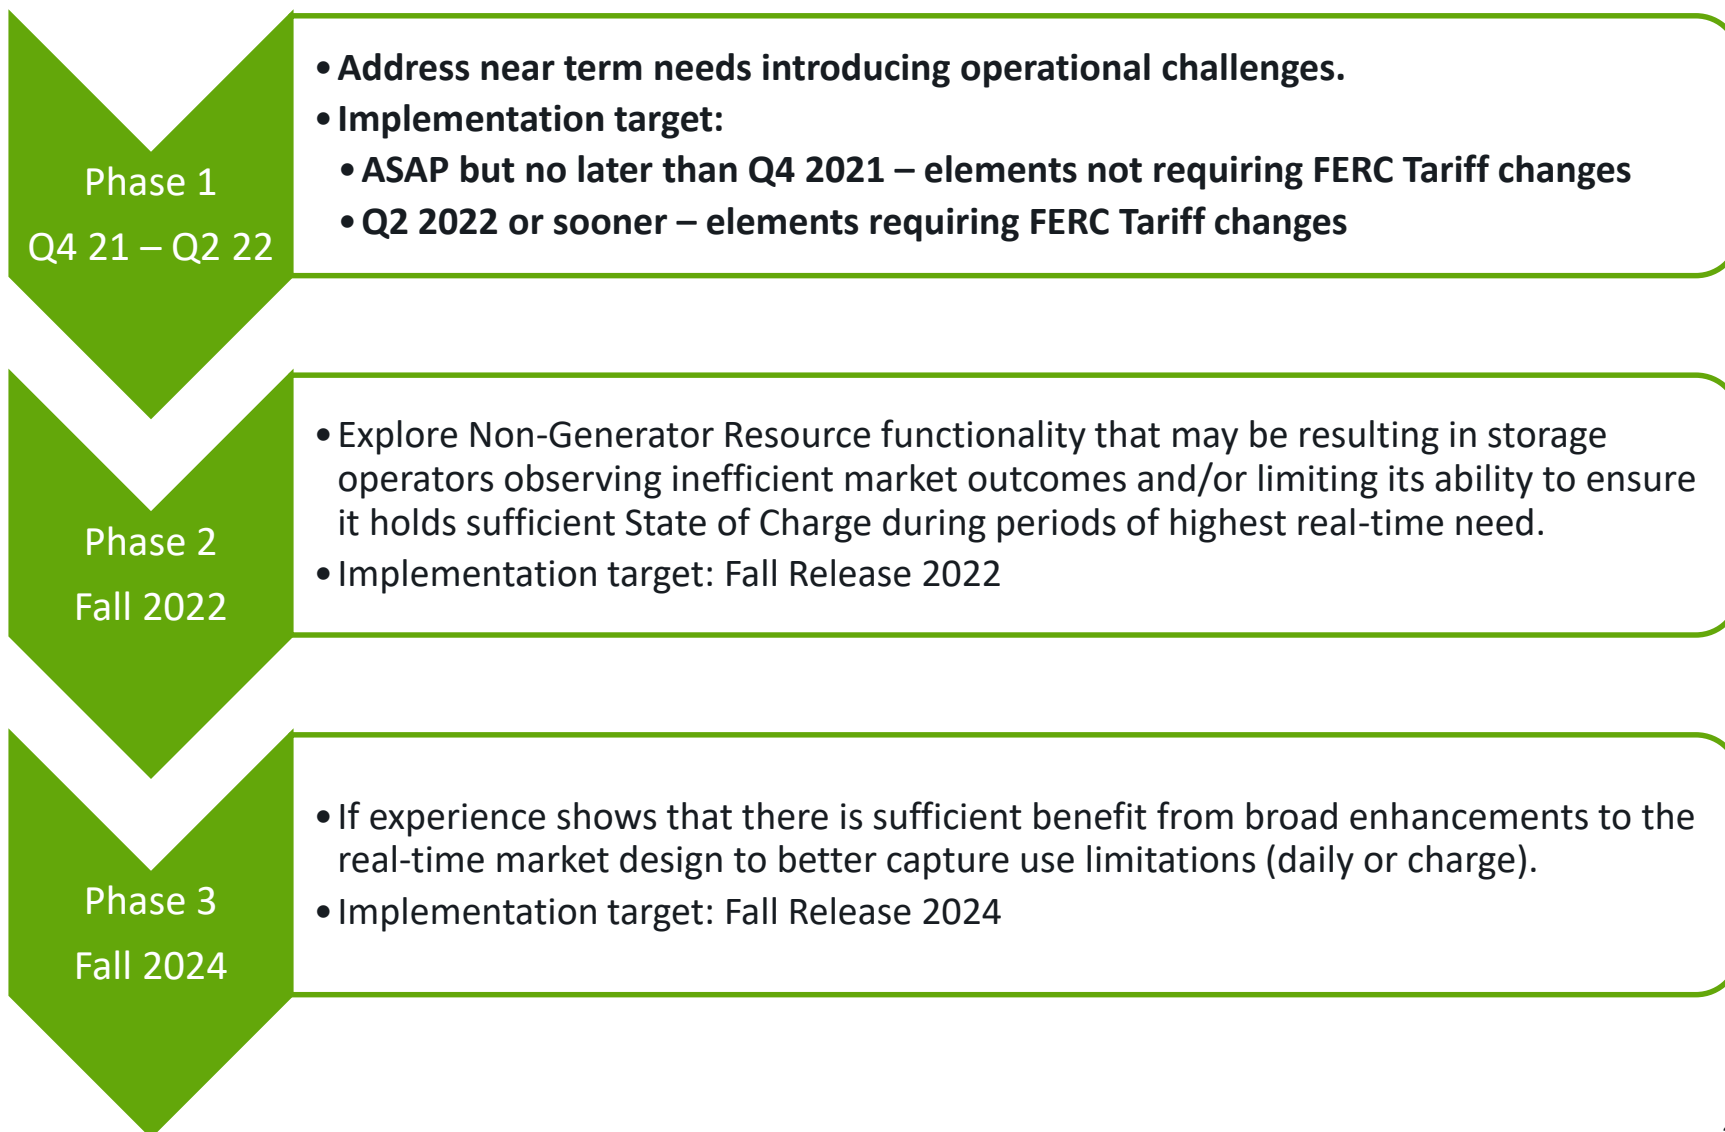 Phase 1
Q4 21 – Q2 22
• Address near term needs introducing operational challenges.
• Implementation target:
• ASAP but no later than Q4 2021 – elements not requiring FERC Tariff changes
• Q2 2022 or sooner – elements requiring FERC Tariff changes
Phase 2
Fall 2022
• Explore Non-Generator Resource functionality that may be resulting in storage
operators observing inefficient market outcomes and/or limiting its ability to ensure
it holds sufficient State of Charge during periods of highest real-time need.
• Implementation target: Fall Release 2022
Phase 3
Fall 2024
• If experience shows that there is sufficient benefit from broad enhancements to the
real-time market design to better capture use limitations (daily or charge).
• Implementation target: Fall Release 2024